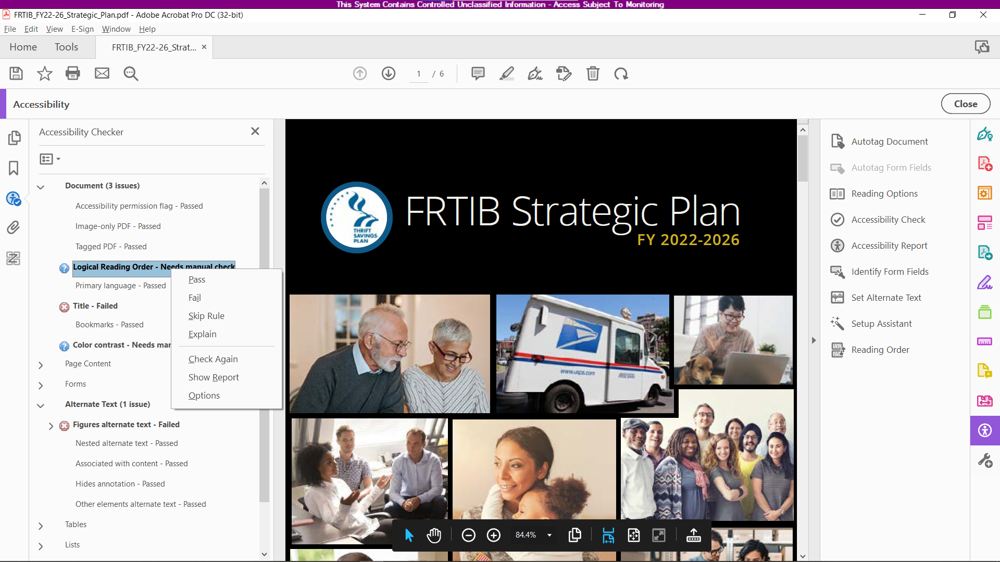 This System Contains Controlled Unclassified Information - Access Subject To Monitoring
FRTIB_FY22-26_Strategic_Plan.pdf - Adobe Acrobat Pro DC (32-bit)
File Edit View E-Sign Window Help
Home Tools FRTIB_FY22-26_Strat...
1 / 6
Accessibility
Close
Accessibility Checker
Document (3 issues)
Accessibility permission flag - Passed
Image-only PDF - Passed
Tagged PDF - Passed
Logical Reading Order - Needs manual check
Primary language - Passed
Title - Failed
Bookmarks - Passed
Color contrast - Needs mar
Page Content
Forms
Alternate Text (1 issue)
Figures alternate text - Failed
Nested alternate text - Passed
Associated with content - Passed
Hides annotation - Passed
Other elements alternate text - Passed
Tables
Lists
Pass
Fail
Skip Rule
Explain
Check Again
Show Report
Options
THRIFT
SAVINGS
PLAN
FRTIB Strategic Plan
FY 2022-2026
www.usps.com
84.4%
Autotag Document
Autotag Form Fields
Reading Options
Accessibility Check
Accessibility Report
Identify Form Fields
Set Alternate Text
Setup Assistant
Reading Order